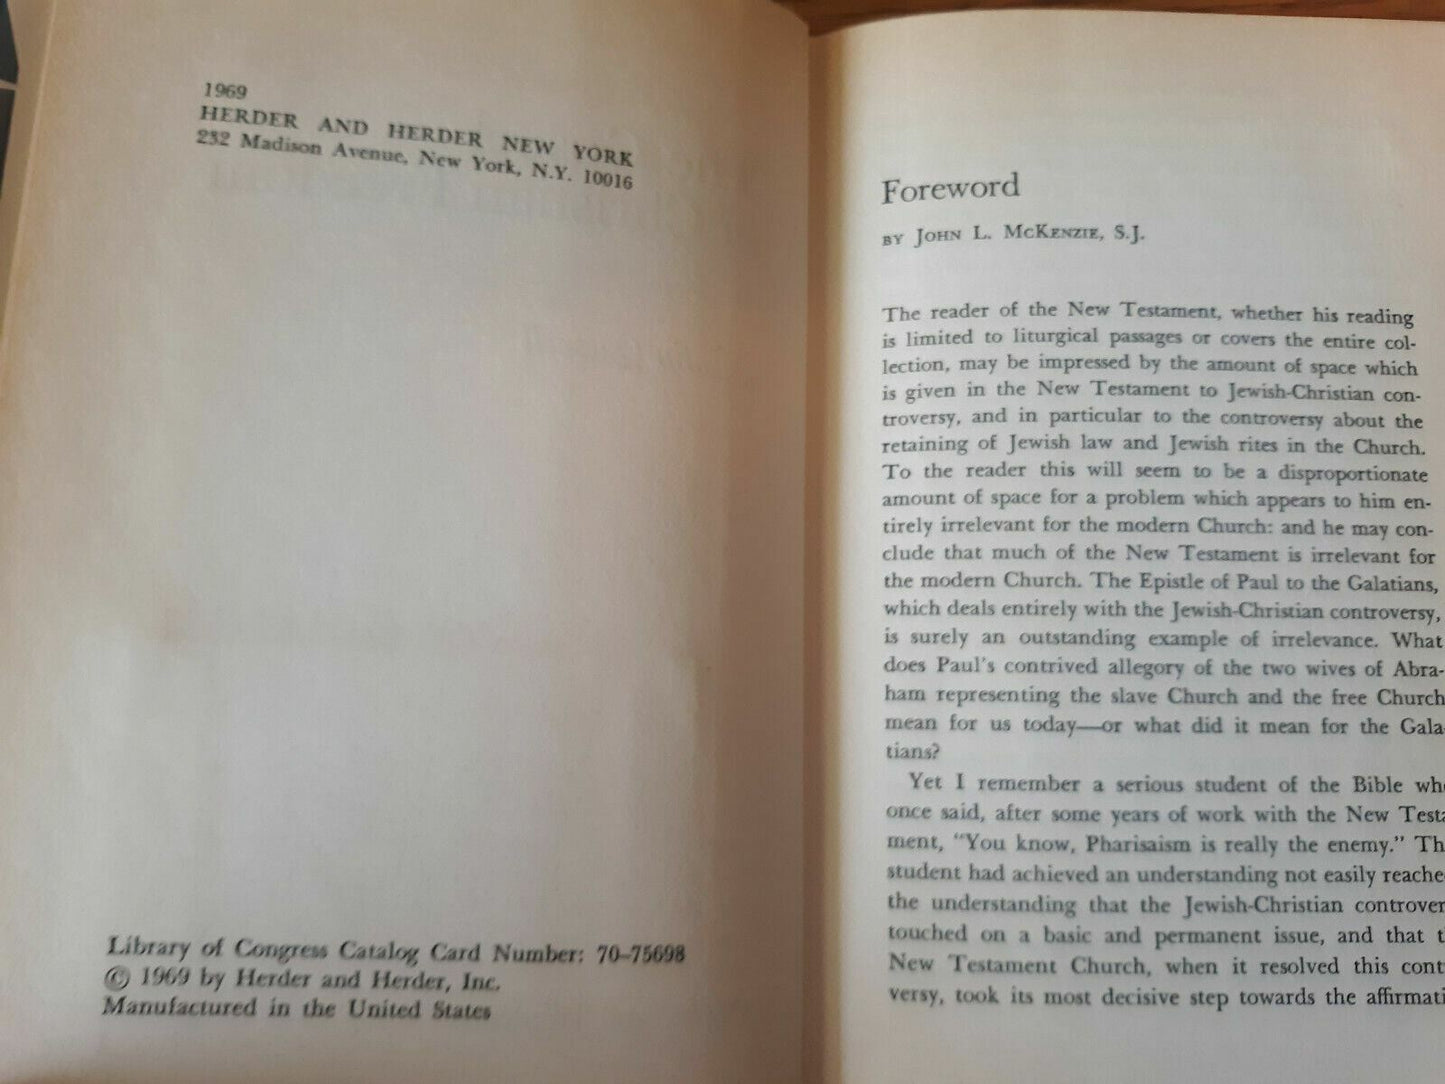 1969
HERDER AND HERDER NEW YORK
232 Madison Avenue, New York, N.Y. 10016
Library of Congress Catalog Card Number: 70–75698
© 1969 by Herder and Herder, Inc.
Manufactured in the United States
Foreword
BY JOHN L. MCKENZIE, S.J.
The reader of the New Testament, whether his reading
is limited to liturgical passages or covers the entire col-
lection, may be impressed by the amount of space which
is given in the New Testament to Jewish-Christian con-
troversy, and in particular to the controversy about the
retaining of Jewish law and Jewish rites in the Church.
To the reader this will seem to be a disproportionate
amount of space for a problem which appears to him en-
tirely irrelevant for the modern Church: and he may con-
clude that much of the New Testament is irrelevant for
the modern Church. The Epistle of Paul to the Galatians,
which deals entirely with the Jewish-Christian controversy,
is surely an outstanding example of irrelevance. What
does Paul's contrived allegory of the two wives of Abra-
ham representing the slave Church and the free Church
mean for us today—or what did it mean for the Gala-
tians?
Yet I remember a serious student of the Bible wh
once said, after some years of work with the New Testa
ment, "You know, Pharisaism is really the enemy." Th
student had achieved an understanding not easily reache
the understanding that the Jewish-Christian controver
touched on a basic and permanent issue, and that t
New Testament Church, when it resolved this cont
versy, took its most decisive step towards the affirmati